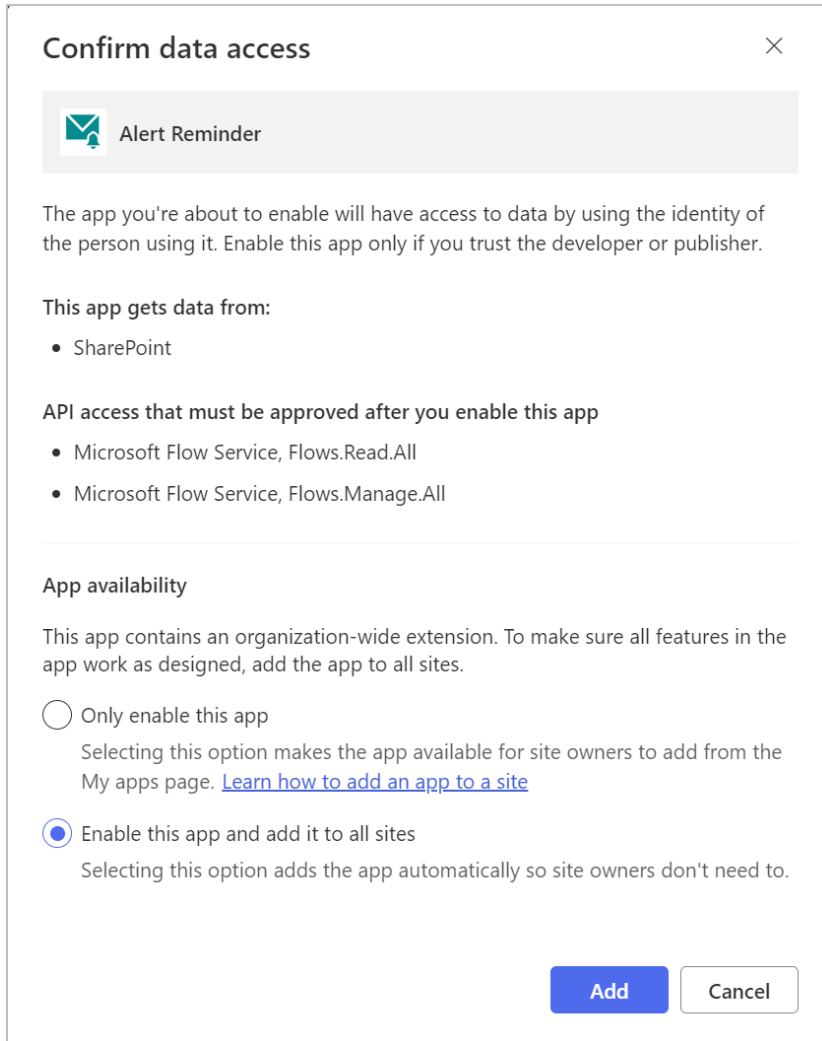 Confirm data access
Alert Reminder
The app you're about to enable will have access to data by using the identity of
the person using it. Enable this app only if you trust the developer or publisher.
This app gets data from:
• SharePoint
API access that must be approved after you enable this app
• Microsoft Flow Service, Flows.Read.All
• Microsoft Flow Service, Flows.Manage.All
App availability
This app contains an organization-wide extension. To make sure all features in the
app work as designed, add the app to all sites.
Only enable this app
Selecting this option makes the app available for site owners to add from the
My apps page. Learn how to add an app to a site
Enable this app and add it to all sites
Selecting this option adds the app automatically so site owners don't need to.
Add
Cancel